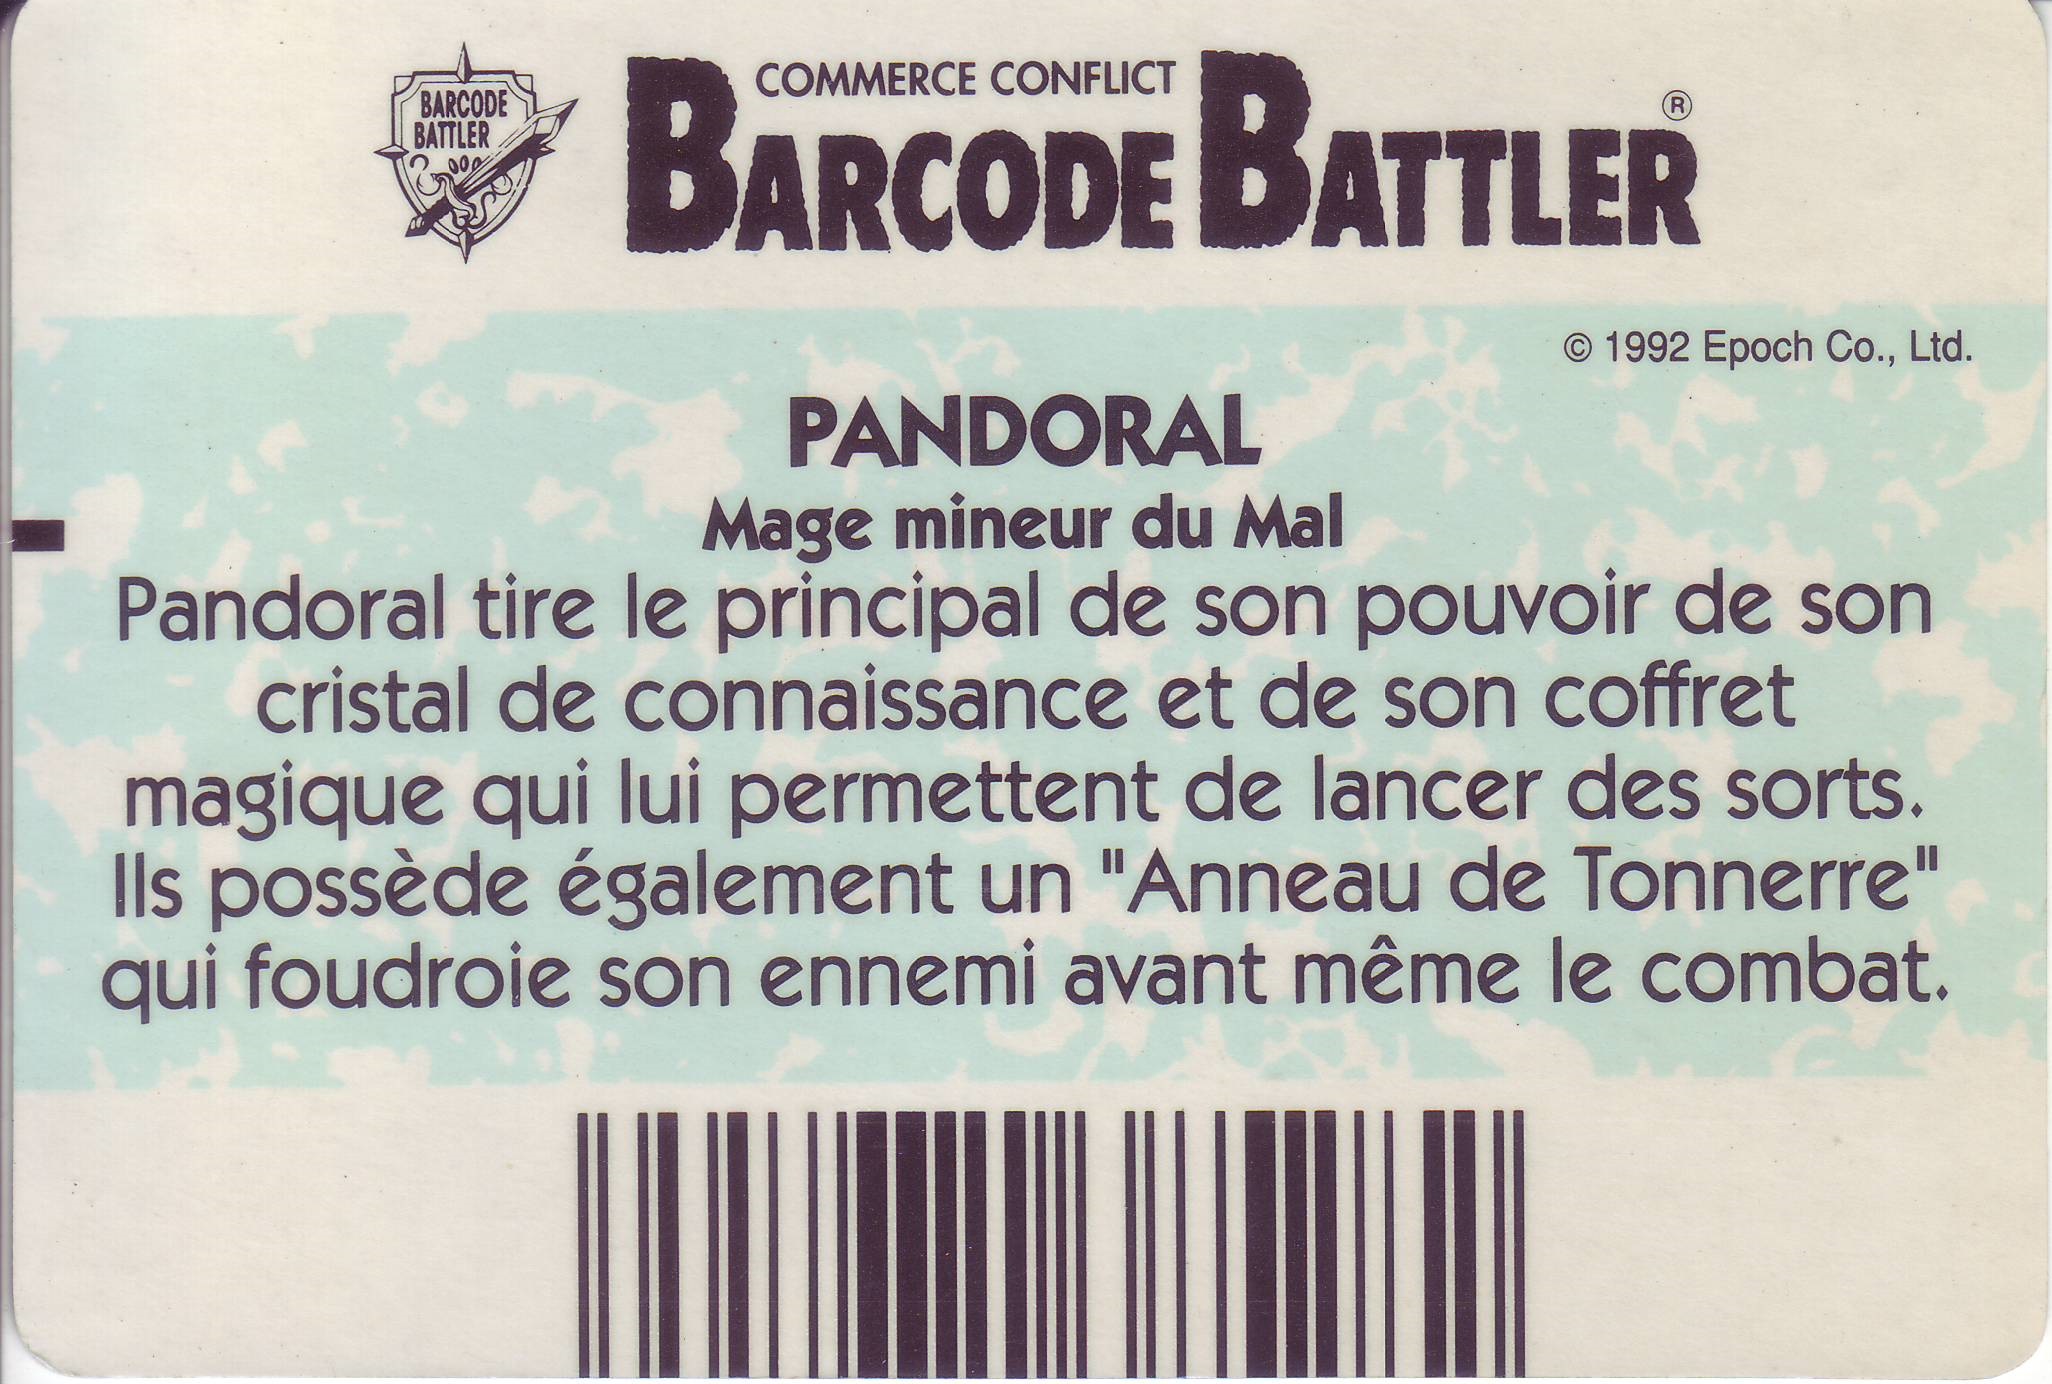 BARCODE
BATTLER
COMMERCE CONFLICT
BARCODE BATTLER ®
© 1992 Epoch Co., Ltd.
PANDORAL
Mage mineur du Mal
Pandoral tire le principal de son pouvoir de son
cristal de connaissance et de son coffret
magique qui lui permettent de lancer des sorts.
Ils possède également un "Anneau de Tonnerre"
qui foudroie son ennemi avant même le combat.